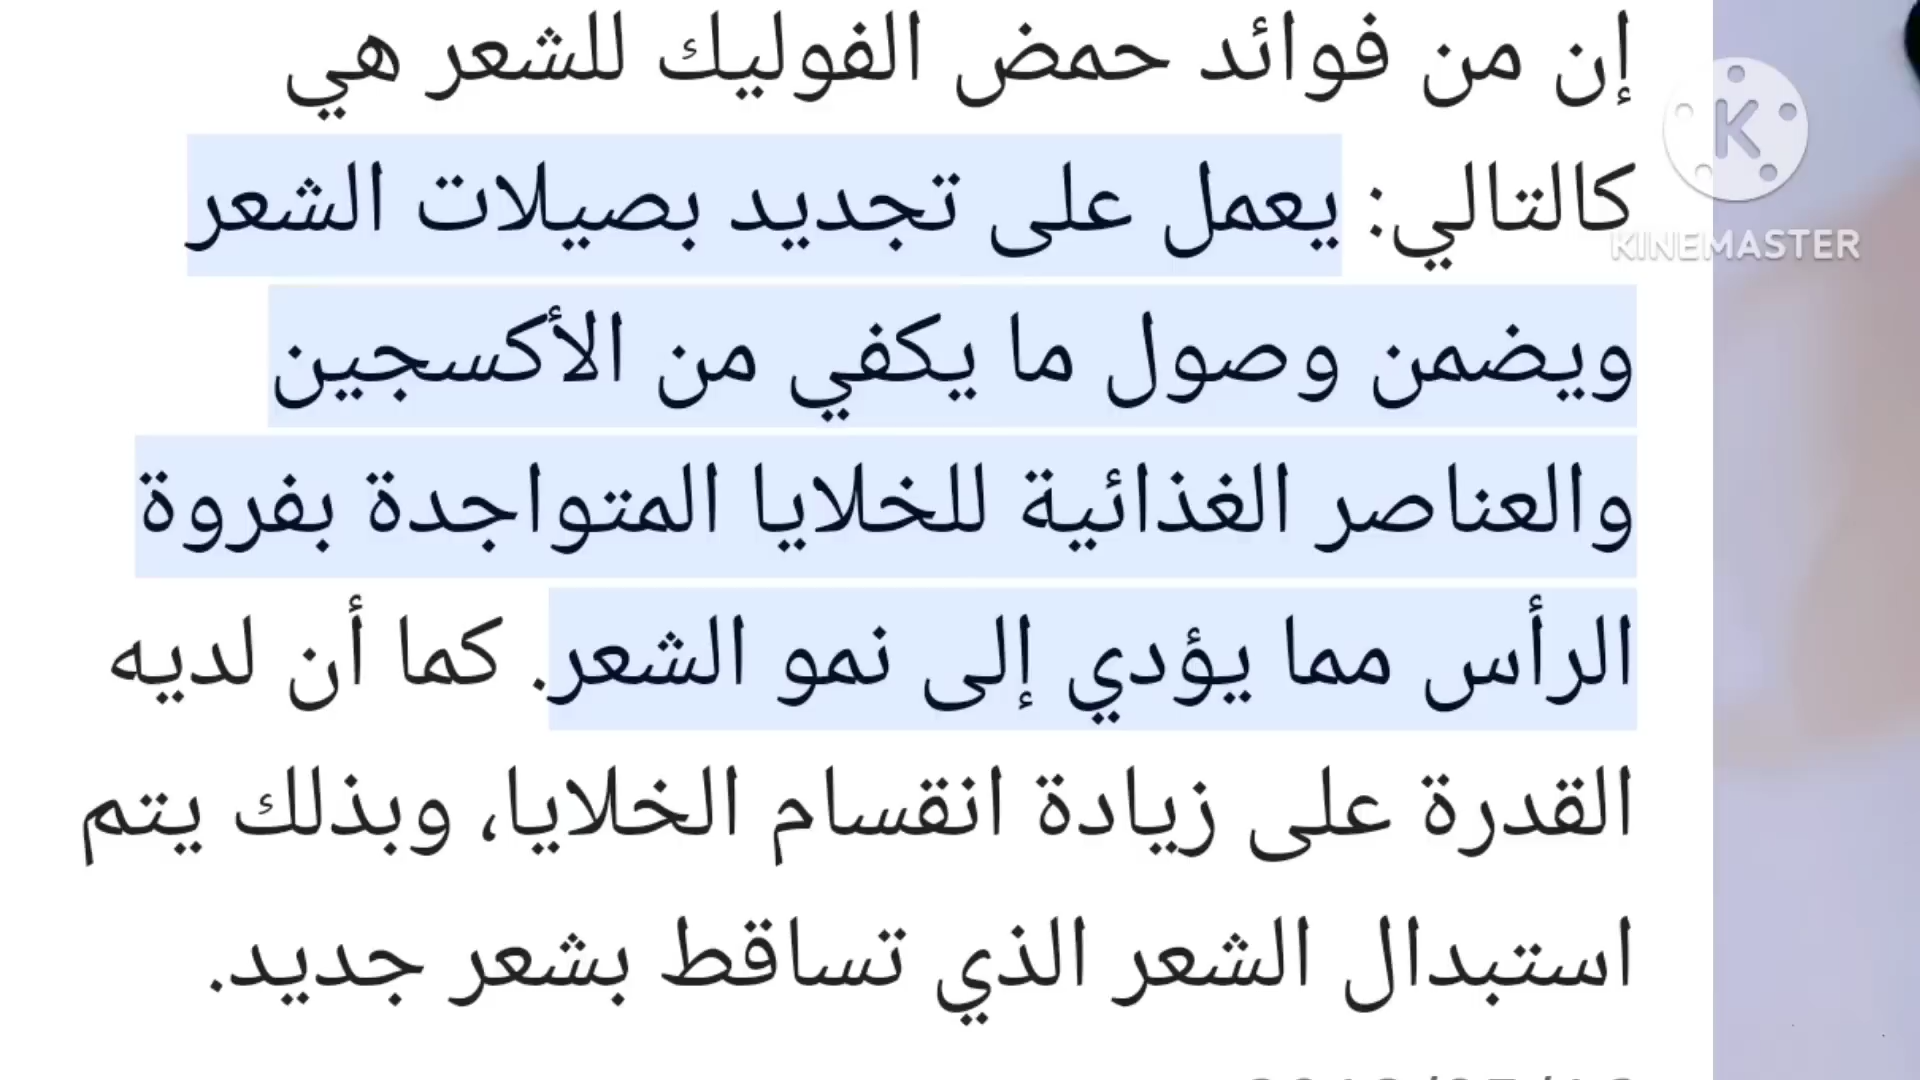 إن من فوائد حمض الفوليك للشعر هي
كالتالي: يعمل على تجديد بصيلات الشعر
ويضمن وصول ما يكفي من الأكسجين
والعناصر الغذائية للخلايا المتواجدة بفروة
الرأس مما يؤدي إلى نمو الشعر. كما أن لديه
القدرة على زيادة انقسام الخلايا، وبذلك يتم
استبدال الشعر الذي تساقط بشعر جديد.
K
KINEMASTER